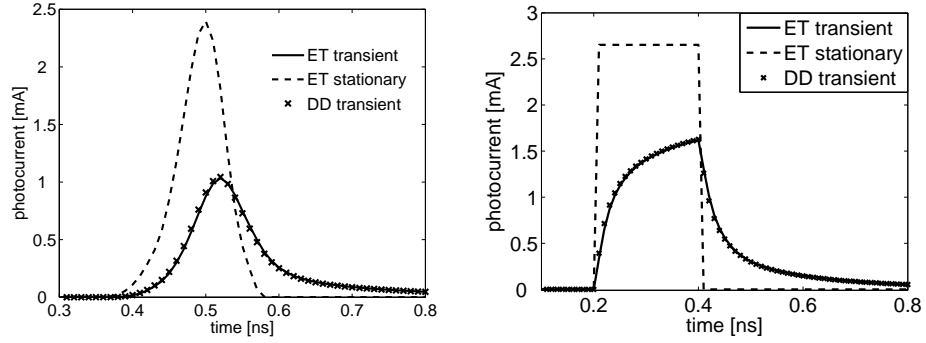 2.5
2
1.5
1
0.5
0
0.3
0.4
0.5
0.6
0.7
0.8
photocurrent [mA]
time [ns]
ET transient
ET stationary
DD transient
3
2.5
2
1.5
1
0.5
0
0.2
0.4
0.6
0.8
photocurrent [mA]
time [ns]
ET transient
ET stationary
DD transient